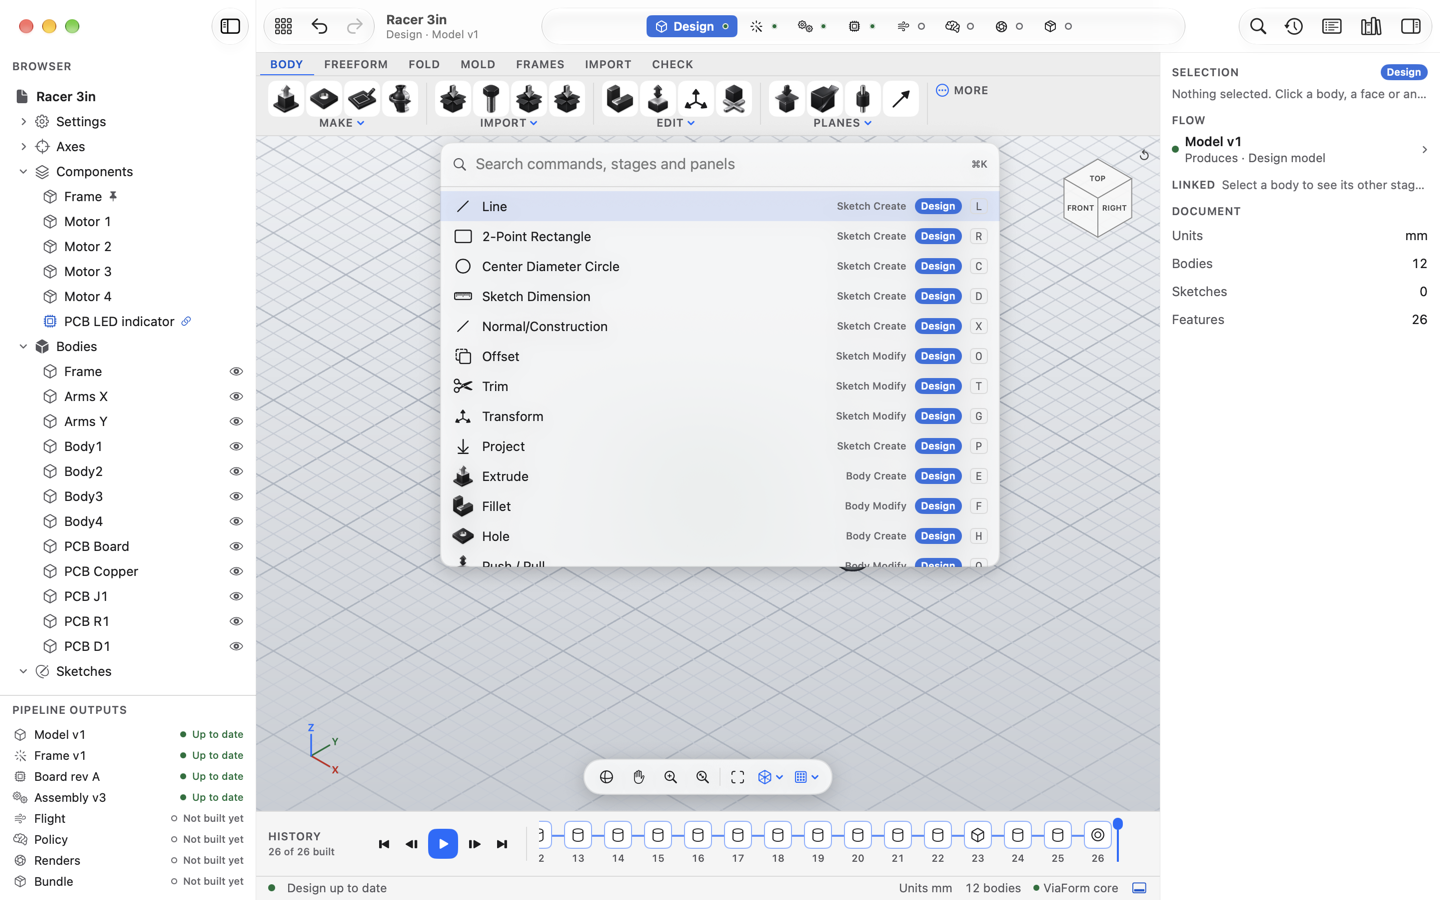 Racer 3in
Design · Model v1
Design
BROWSER
Racer 3in
Settings
Axes
Components
Frame
Motor 1
Motor 2
Motor 3
Motor 4
PCB LED indicator
Bodies
Frame
Arms X
Arms Y
Body1
Body2
Body3
Body4
PCB Board
PCB Copper
PCB J1
PCB R1
PCB D1
Sketches
PIPELINE OUTPUTS
Model v1 Up to date
Frame v1 Up to date
Board rev A Up to date
Assembly v3 Up to date
Flight Not built yet
Policy Not built yet
Renders Not built yet
Bundle Not built yet
BODY FREEFORM FOLD MOLD FRAMES IMPORT CHECK
MAKE IMPORT EDIT PLANES MORE
Search commands, stages and panels ⌘K
Line Sketch Create Design L
2-Point Rectangle Sketch Create Design R
Center Diameter Circle Sketch Create Design C
Sketch Dimension Sketch Create Design D
Normal/Construction Sketch Create Design X
Offset Sketch Modify Design O
Trim Sketch Modify Design T
Transform Sketch Modify Design G
Project Sketch Create Design P
Extrude Body Create Design E
Fillet Body Modify Design F
Hole Body Create Design H
Push / Pull Body Modify Design Q
TOP
FRONT RIGHT
Z
Y
X
SELECTION Design
Nothing selected. Click a body, a face or an...
FLOW
Model v1
Produces · Design model
LINKED Select a body to see its other stag...
DOCUMENT
Units mm
Bodies 12
Sketches 0
Features 26
HISTORY
26 of 26 built
2 13 14 15 16 17 18 19 20 21 22 23 24 25 26
Design up to date
Units mm 12 bodies ViaForm core